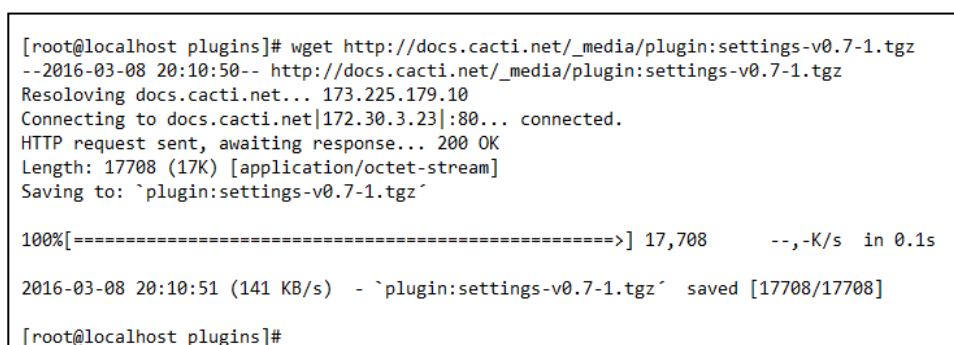 [root@localhost plugins]# wget http://docs.cacti.net/_media/plugin:settings-v0.7-1.tgz
--2016-03-08 20:10:50-- http://docs.cacti.net/_media/plugin:settings-v0.7-1.tgz
Resoloving docs.cacti.net... 173.225.179.10
Connecting to docs.cacti.net|172.30.3.23|:80... connected.
HTTP request sent, awaiting response... 200 OK
Length: 17708 (17K) [application/octet-stream]
Saving to: `plugin:settings-v0.7-1.tgz´
100%[====================================================>] 17,708 --,-K/s in 0.1s
2016-03-08 20:10:51 (141 KB/s) - `plugin:settings-v0.7-1.tgz´ saved [17708/17708]
[root@localhost plugins]#